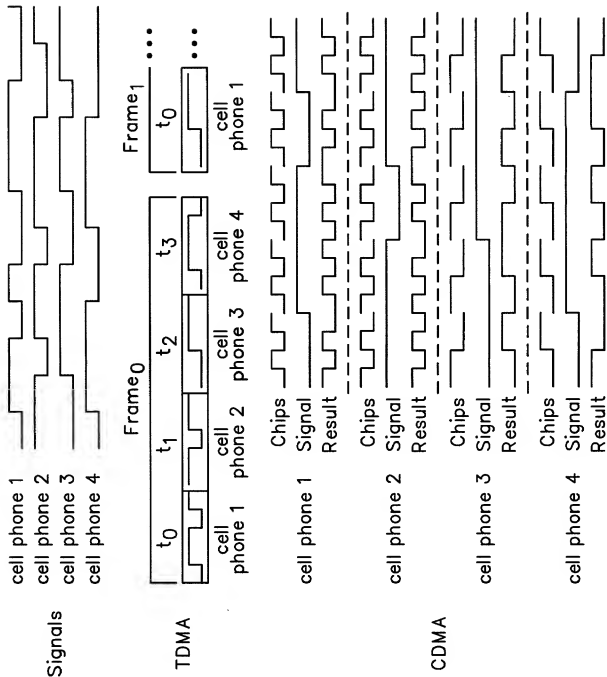 Signals
cell phone 1
cell phone 2
cell phone 3
cell phone 4
TDMA
Frame0
Frame1
t0
t1
t2
t3
t0
cell phone 1
cell phone 2
cell phone 3
cell phone 4
cell phone 1
CDMA
cell phone 1
Chips
Signal
Result
cell phone 2
Chips
Signal
Result
cell phone 3
Chips
Signal
Result
cell phone 4
Chips
Signal
Result